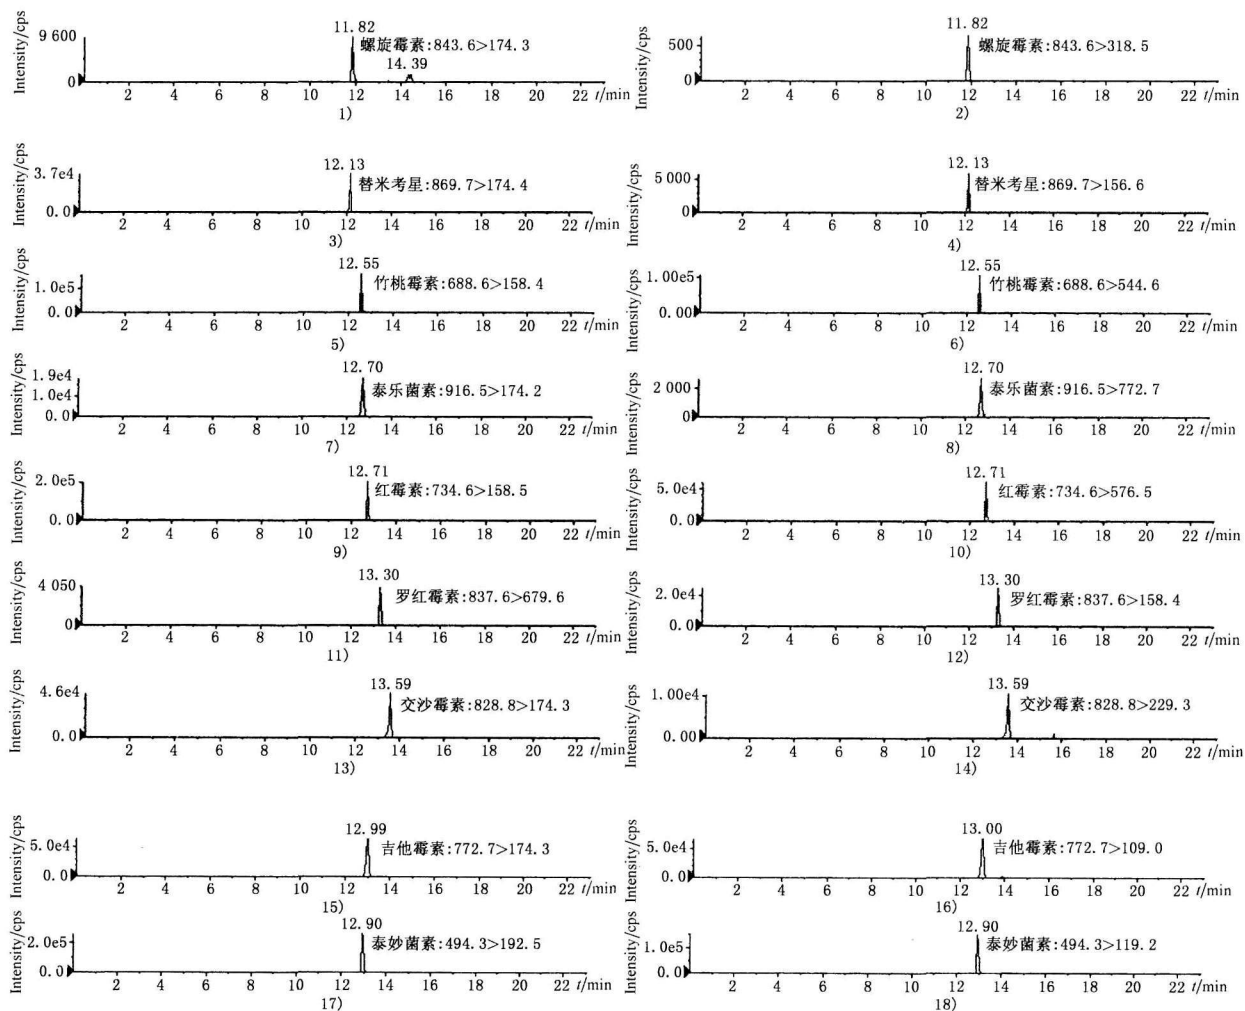 Intensity/cps
9 600
0
11.82
螺旋霉素:843.6>174.3
14.39
2 4 6 8 10 12 14 16 18 20 22 t/min
1)
Intensity/cps
500
0
11.82
螺旋霉素:843.6>318.5
2 4 6 8 10 12 14 16 18 20 22 t/min
2)
Intensity/cps
3.7e4
0.0
12.13
替米考星:869.7>174.4
2 4 6 8 10 12 14 16 18 20 22 t/min
3)
Intensity/cps
5 000
0
12.13
替米考星:869.7>156.6
2 4 6 8 10 12 14 16 18 20 22 t/min
4)
Intensity/cps
1.0e5
0.0
12.55
竹桃霉素:688.6>158.4
2 4 6 8 10 12 14 16 18 20 22 t/min
5)
Intensity/cps
1.00e5
0.00
12.55
竹桃霉素:688.6>544.6
2 4 6 8 10 12 14 16 18 20 22 t/min
6)
Intensity/cps
1.9e4
1.0e4
0.0
12.70
泰乐菌素:916.5>174.2
2 4 6 8 10 12 14 16 18 20 22 t/min
7)
Intensity/cps
2 000
0
12.70
泰乐菌素:916.5>772.7
2 4 6 8 10 12 14 16 18 20 22 t/min
8)
Intensity/cps
2.0e5
0.0
12.71
红霉素:734.6>158.5
2 4 6 8 10 12 14 16 18 20 22 t/min
9)
Intensity/cps
5.0e4
0.0
12.71
红霉素:734.6>576.5
2 4 6 8 10 12 14 16 18 20 22 t/min
10)
Intensity/cps
4 050
0
13.30
罗红霉素:837.6>679.6
2 4 6 8 10 12 14 16 18 20 22 t/min
11)
Intensity/cps
2.0e4
0.0
13.30
罗红霉素:837.6>158.4
2 4 6 8 10 12 14 16 18 20 22 t/min
12)
Intensity/cps
4.6e4
0.0
13.59
交沙霉素:828.8>174.3
2 4 6 8 10 12 14 16 18 20 22 t/min
13)
Intensity/cps
1.00e4
0.00
13.59
交沙霉素:828.8>229.3
2 4 6 8 10 12 14 16 18 20 22 t/min
14)
Intensity/cps
5.0e4
0.0
12.99
吉他霉素:772.7>174.3
2 4 6 8 10 12 14 16 18 20 22 t/min
15)
Intensity/cps
5.0e4
0.0
13.00
吉他霉素:772.7>109.0
2 4 6 8 10 12 14 16 18 20 22 t/min
16)
Intensity/cps
2.0e5
0.0
12.90
泰妙菌素:494.3>192.5
2 4 6 8 10 12 14 16 18 20 22 t/min
17)
Intensity/cps
1.0e5
0.0
12.90
泰妙菌素:494.3>119.2
2 4 6 8 10 12 14 16 18 20 22 t/min
18)